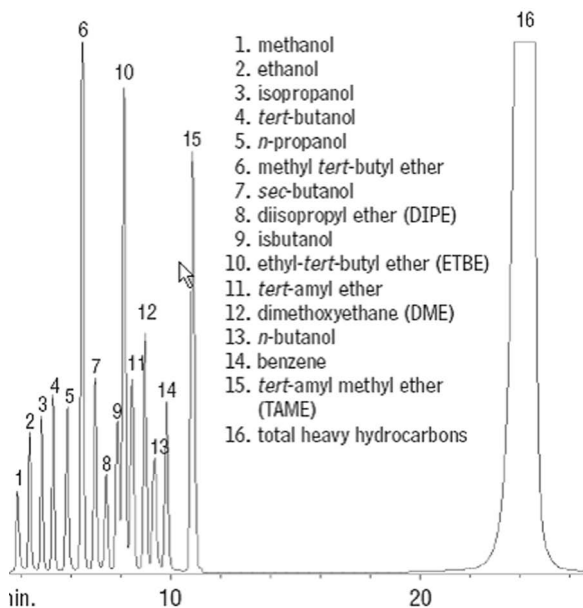 6
10
15
12
4
7
11
14
3
5
9
2
13
8
1
16
1. methanol
2. ethanol
3. isopropanol
4. tert-butanol
5. n-propanol
6. methyl tert-butyl ether
7. sec-butanol
8. diisopropyl ether (DIPE)
9. isbutanol
10. ethyl-tert-butyl ether (ETBE)
11. tert-amyl ether
12. dimethoxyethane (DME)
13. n-butanol
14. benzene
15. tert-amyl methyl ether
(TAME)
16. total heavy hydrocarbons
in. 10 20